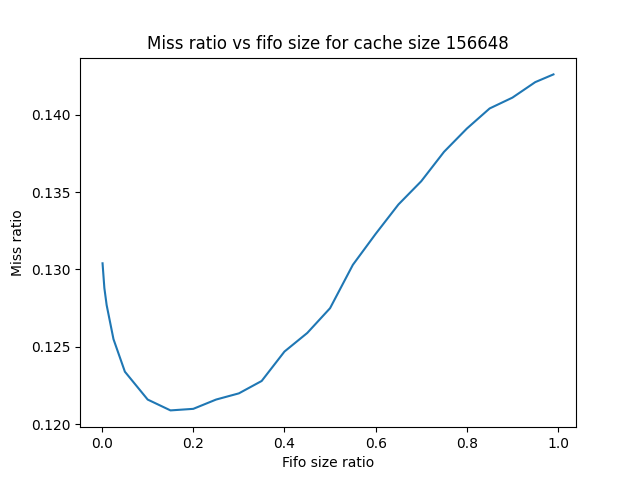 Miss ratio vs fifo size for cache size 156648
Miss ratio
0.140
0.135
0.130
0.125
0.120
0.0 0.2 0.4 0.6 0.8 1.0
Fifo size ratio